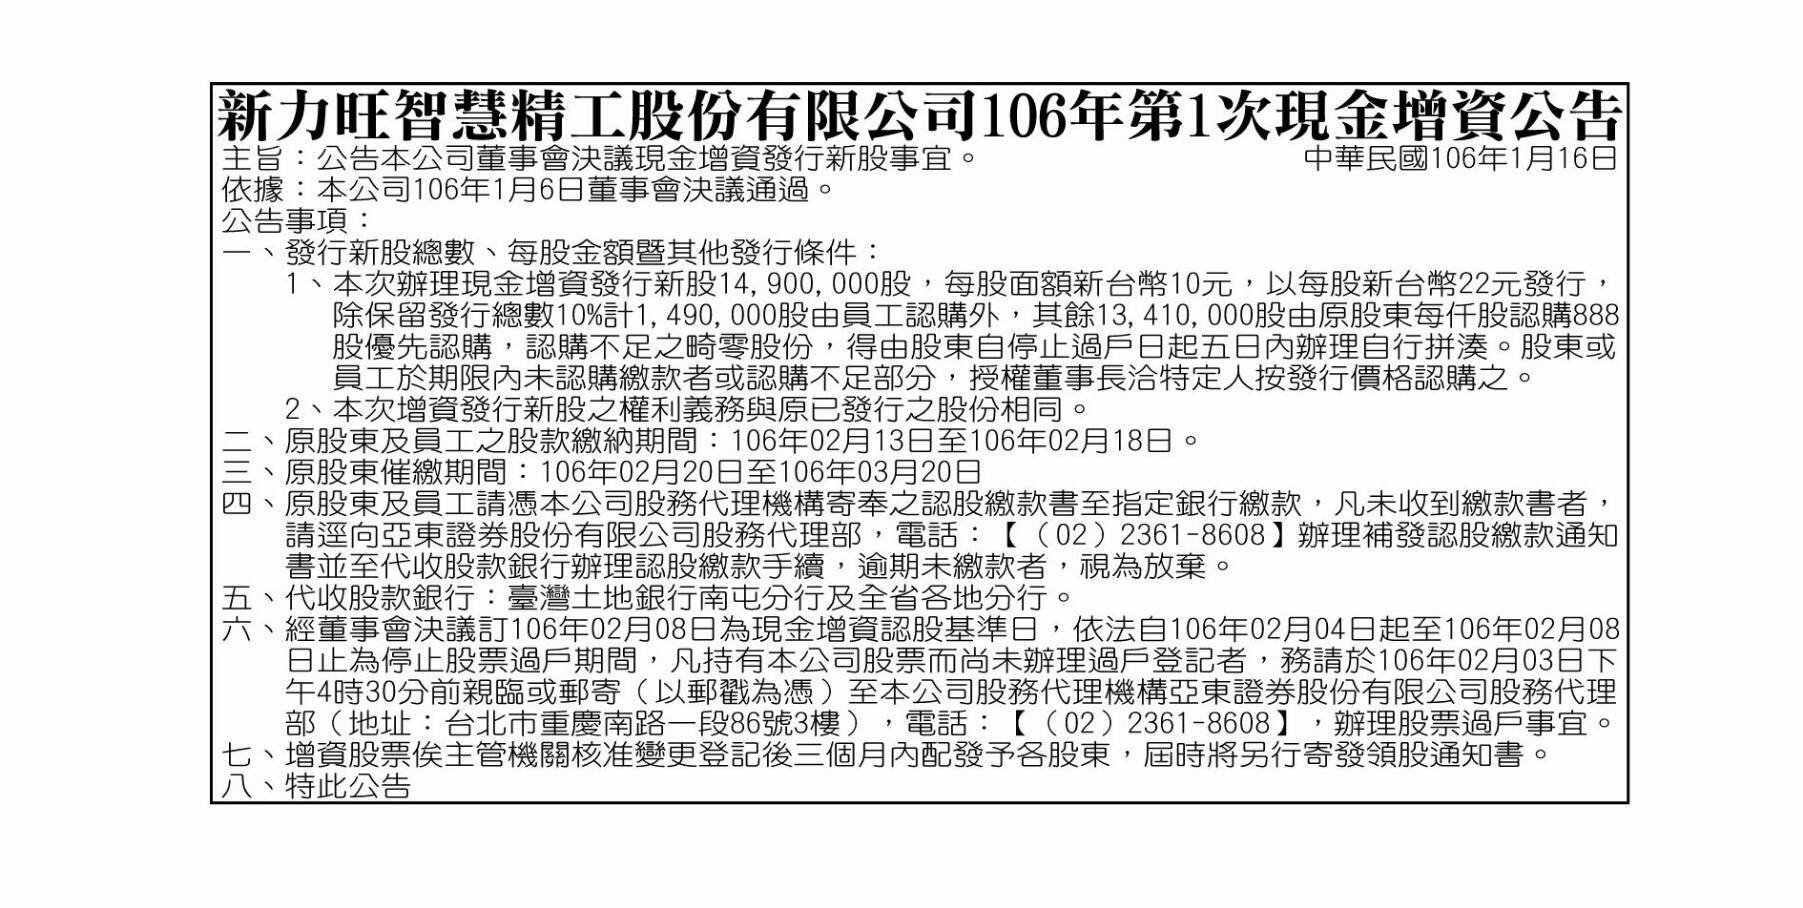 新力旺智慧精工股份有限公司106年第1次現金增資公告
主旨：公告本公司董事會決議現金增資發行新股事宜。 中華民國106年1月16日
依據：本公司106年1月6日董事會決議通過。
公告事項：
一、發行新股總數、每股金額暨其他發行條件：
1、本次辦理現金增資發行新股14,900,000股，每股面額新台幣10元，以每股新台幣22元發行，
除保留發行總數10%計1,490,000股由員工認購外，其餘13,410,000股由原股東每仟股認購888
股優先認購，認購不足之畸零股份，得由股東自停止過戶日起五日內辦理自行拼湊。股東或
員工於期限內未認購繳款者或認購不足部分，授權董事長洽特定人按發行價格認購之。
2、本次增資發行新股之權利義務與原已發行之股份相同。
二、原股東及員工之股款繳納期間：106年02月13日至106年02月18日。
三、原股東催繳期間：106年02月20日至106年03月20日
四、原股東及員工請憑本公司股務代理機構寄奉之認股繳款書至指定銀行繳款，凡未收到繳款書者，
請逕向亞東證券股份有限公司股務代理部，電話：【（02）2361-8608】辦理補發認股繳款通知
書並至代收股款銀行辦理認股繳款手續，逾期未繳款者，視為放棄。
五、代收股款銀行：臺灣土地銀行南屯分行及全省各地分行。
六、經董事會決議訂106年02月08日為現金增資認股基準日，依法自106年02月04日起至106年02月08
日止為停止股票過戶期間，凡持有本公司股票而尚未辦理過戶登記者，務請於106年02月03日下
午4時30分前親臨或郵寄（以郵戳為憑）至本公司股務代理機構亞東證券股份有限公司股務代理
部（地址：台北市重慶南路一段86號3樓），電話：【（02）2361-8608】，辦理股票過戶事宜。
七、增資股票俟主管機關核准變更登記後三個月內配發予各股東，屆時將另行寄發領股通知書。
八、特此公告